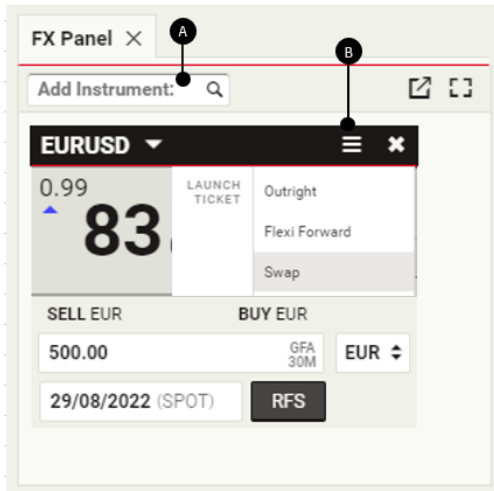 A
FX Panel
B
Add Instrument:
EURUSD
0.99
83
LAUNCH
TICKET
Outright
Flexi Forward
Swap
SELL EUR
BUY EUR
500.00
GFA
30M
EUR
29/08/2022 (SPOT)
RFS